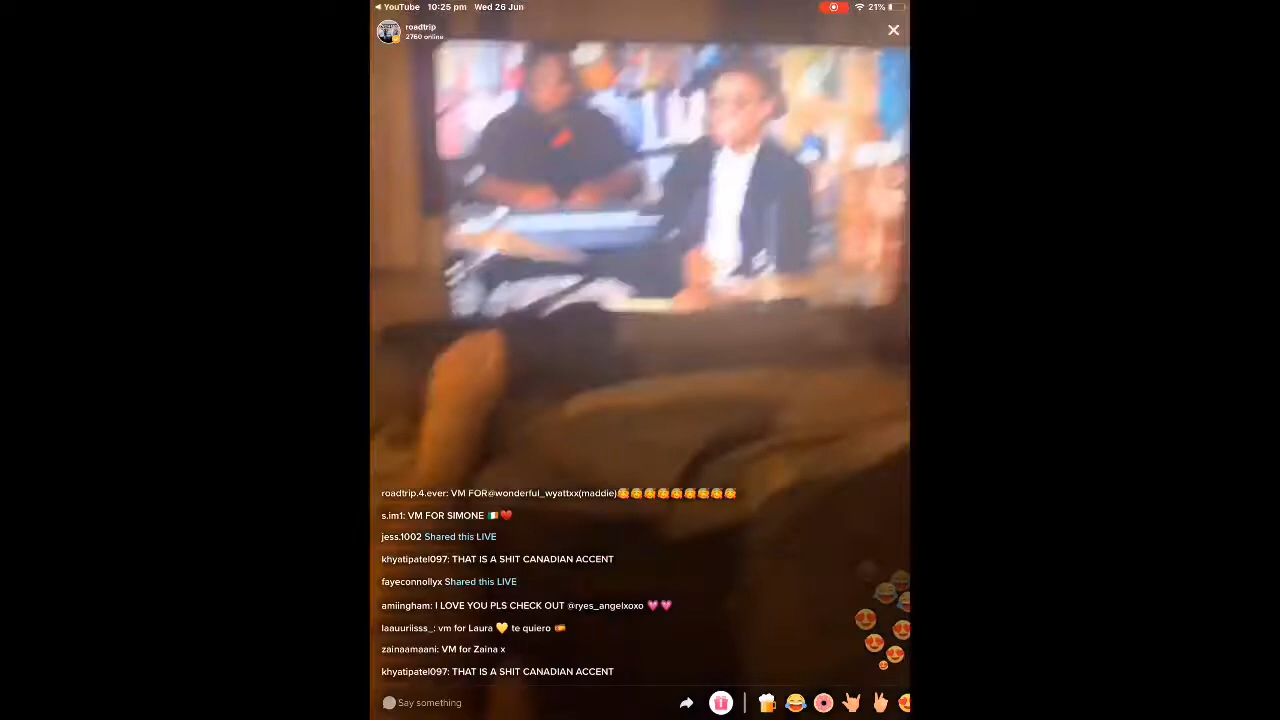 YouTube 10:25 pm Wed 26 Jun 21%
roadtrip
2760 online
roadtrip.4.ever: VM FOR@wonderful_wyattxx(maddie)🥰🥰🥰🥰🥰🥰🥰🥰🥰
s.im1: VM FOR SIMONE 🇮🇪❤️
jess.1002 Shared this LIVE
khyatipatel097: THAT IS A SHIT CANADIAN ACCENT
fayeconnollyx Shared this LIVE
amiingham: I LOVE YOU PLS CHECK OUT @ryes_angelxoxo 💗💗
laauuriisss_: vm for Laura 💛 te quiero 🇪🇸
zainaamaani: VM for Zaina x
khyatipatel097: THAT IS A SHIT CANADIAN ACCENT
Say something